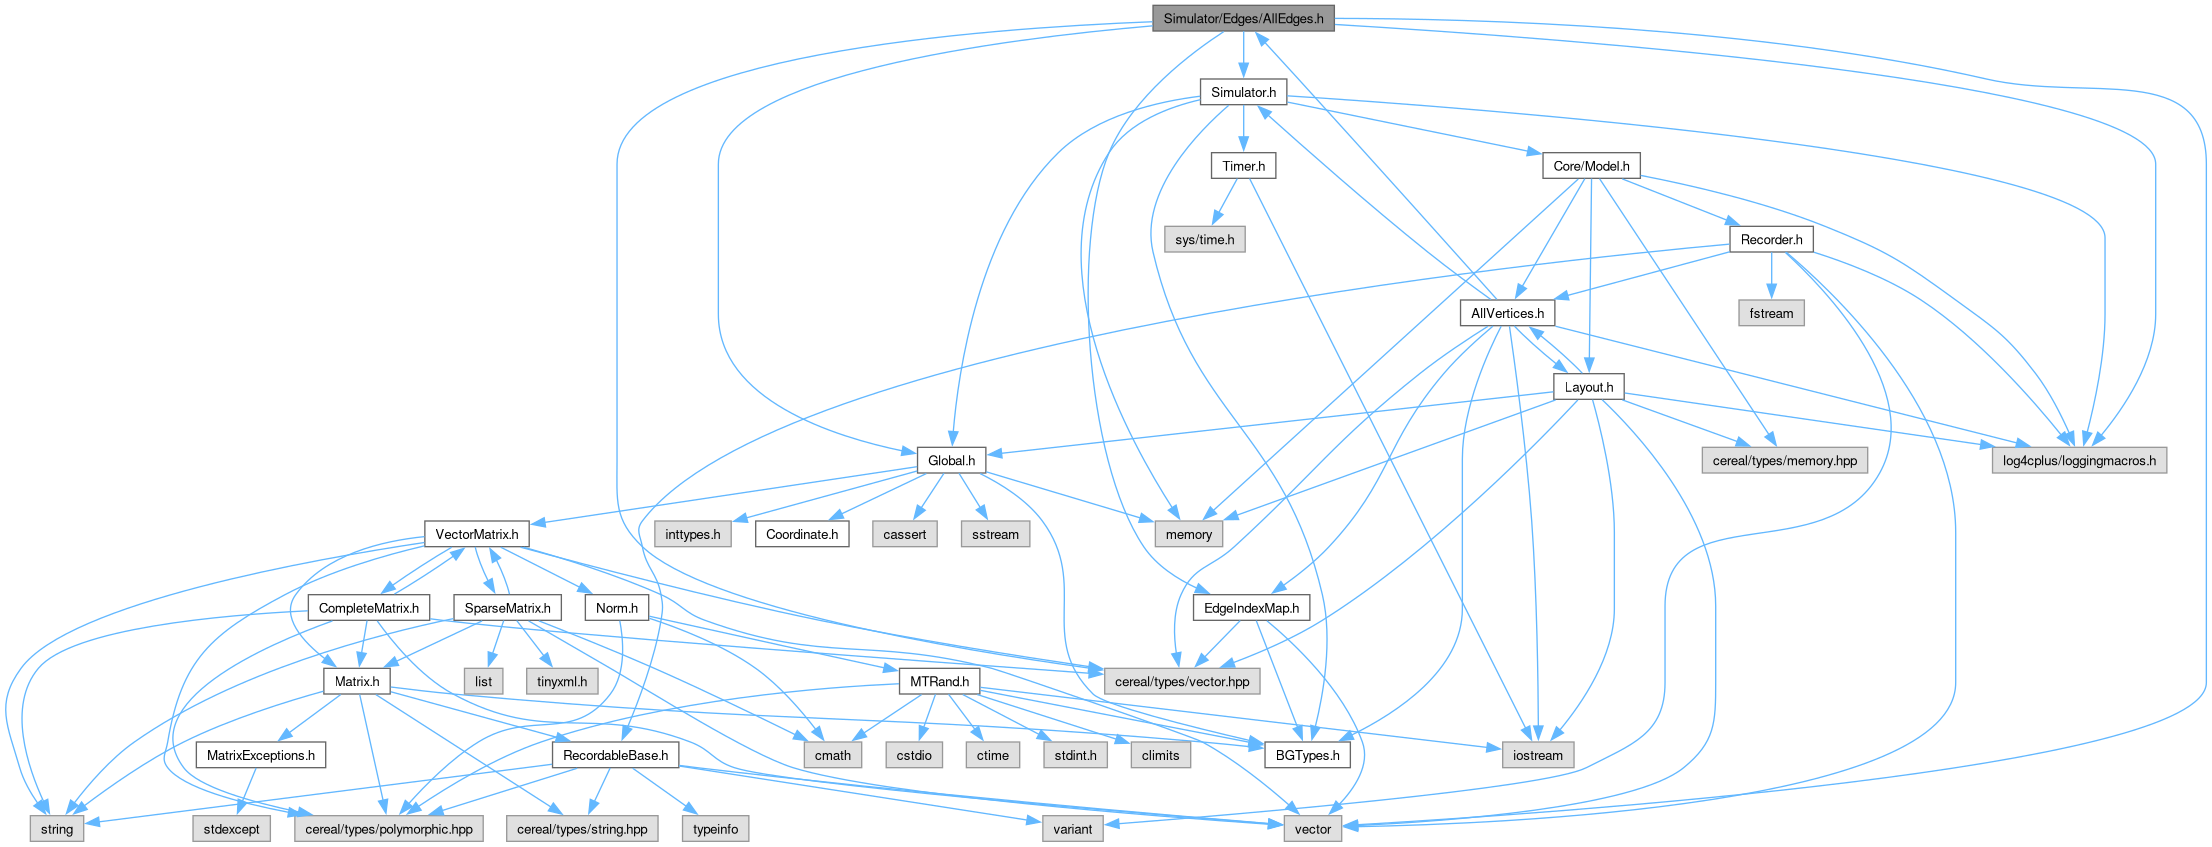 Simulator/Edges/AllEdges.h
Simulator.h
Timer.h
Core/Model.h
sys/time.h
Recorder.h
AllVertices.h
fstream
Layout.h
Global.h
cereal/types/memory.hpp
log4cplus/loggingmacros.h
VectorMatrix.h
inttypes.h
Coordinate.h
cassert
sstream
memory
CompleteMatrix.h
SparseMatrix.h
Norm.h
EdgeIndexMap.h
Matrix.h
list
tinyxml.h
MTRand.h
cereal/types/vector.hpp
MatrixExceptions.h
RecordableBase.h
cmath
cstdio
ctime
stdint.h
climits
BGTypes.h
iostream
string
stdexcept
cereal/types/polymorphic.hpp
cereal/types/string.hpp
typeinfo
variant
vector